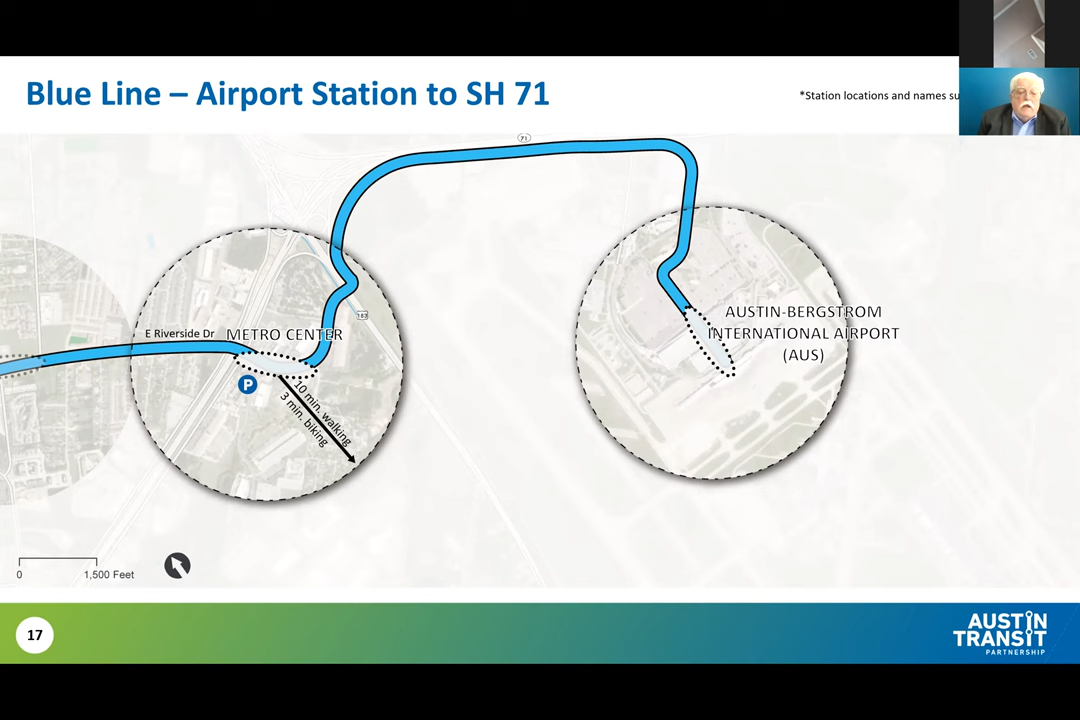 Blue Line – Airport Station to SH 71
*Station locations and names
71
183
E Riverside Dr
METRO CENTER
P
10 min. walking
3 min. biking
AUSTIN-BERGSTROM
INTERNATIONAL AIRPORT
(AUS)
0
1,500 Feet
17
AUSTIN
TRANSIT
PARTNERSHIP